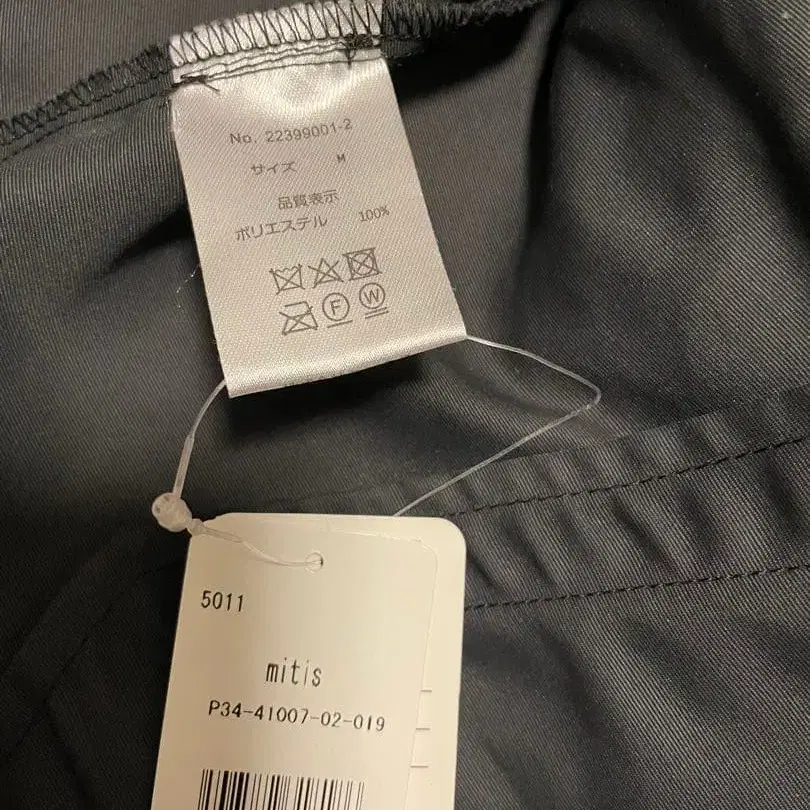 No. 22399001-2
サイズ M
品質表示
ポリエステル 100%
F W
5011
mitis
P34-41007-02-019